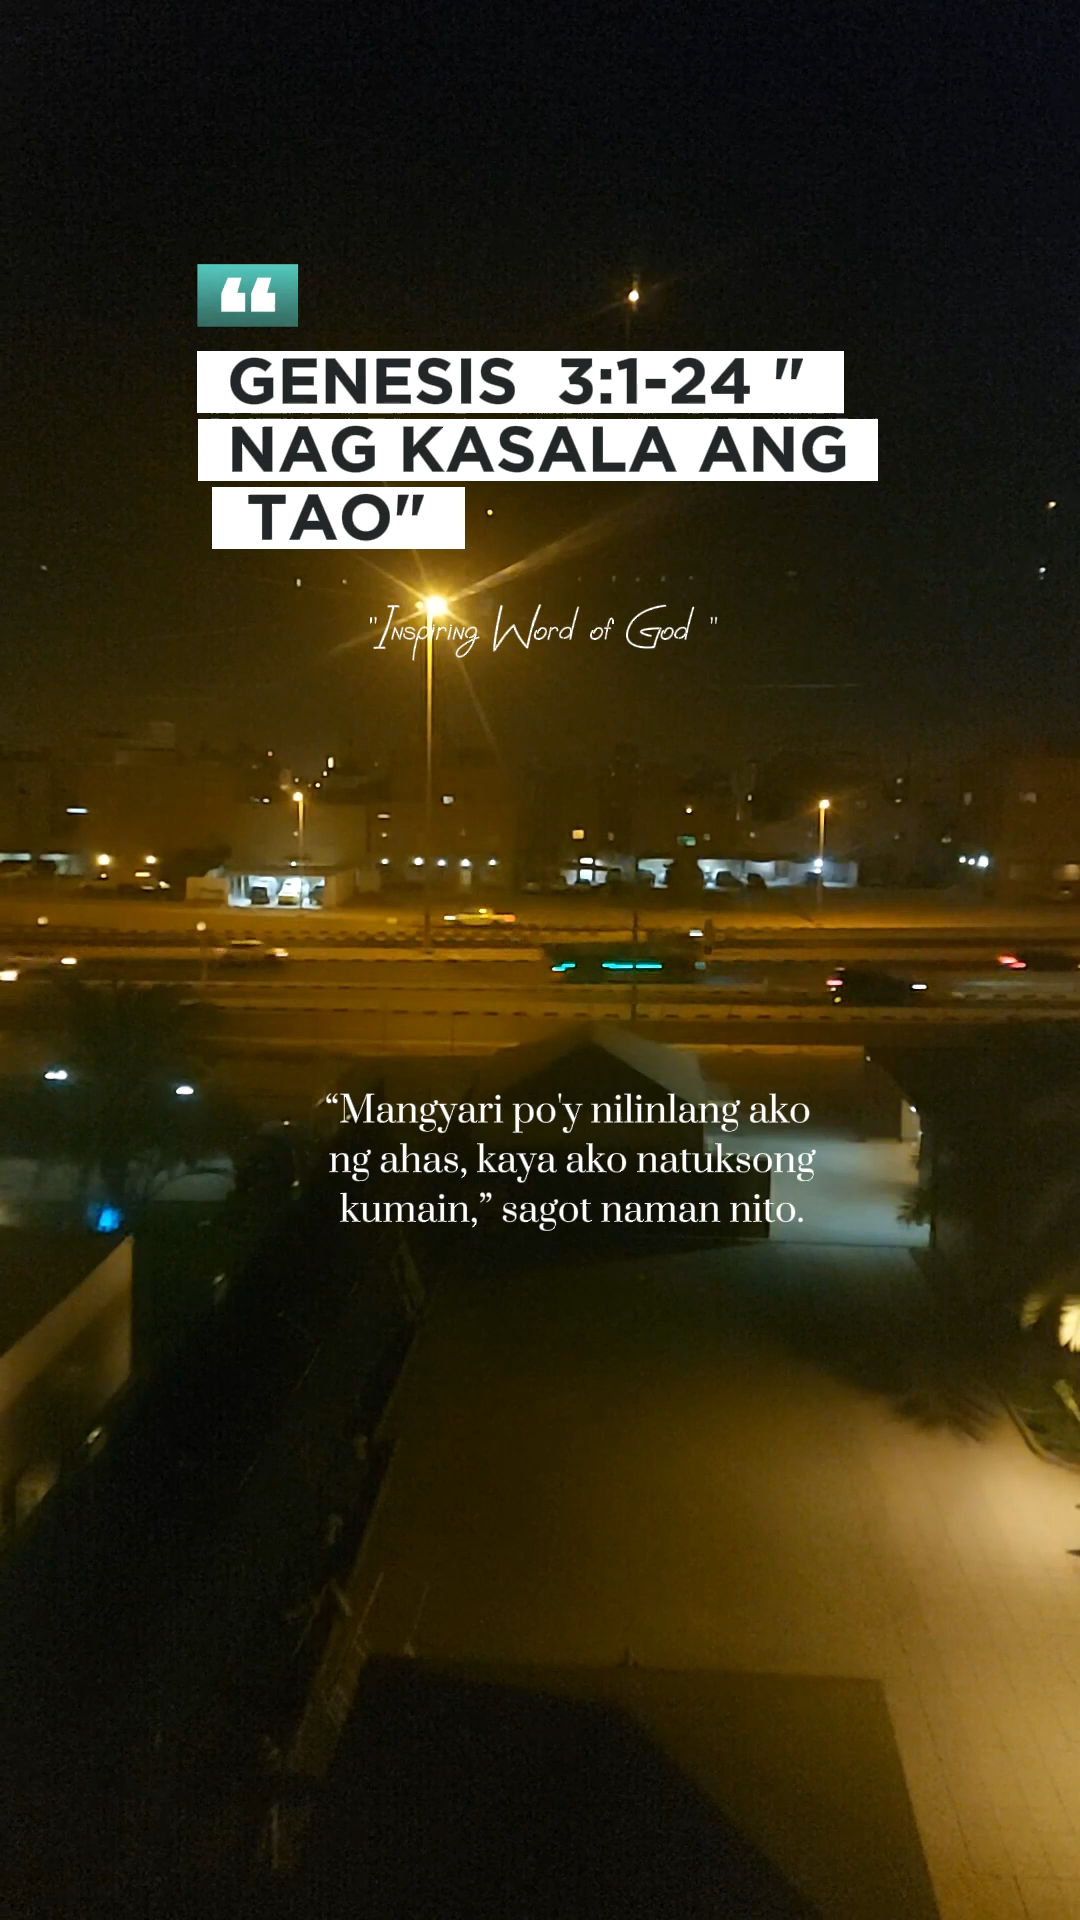 ❝
GENESIS  3:1-24 "
NAG KASALA ANG
TAO"
"Inspiring Word of God "
“Mangyari po'y nilinlang ako
ng ahas, kaya ako natuksong
kumain,” sagot naman nito.